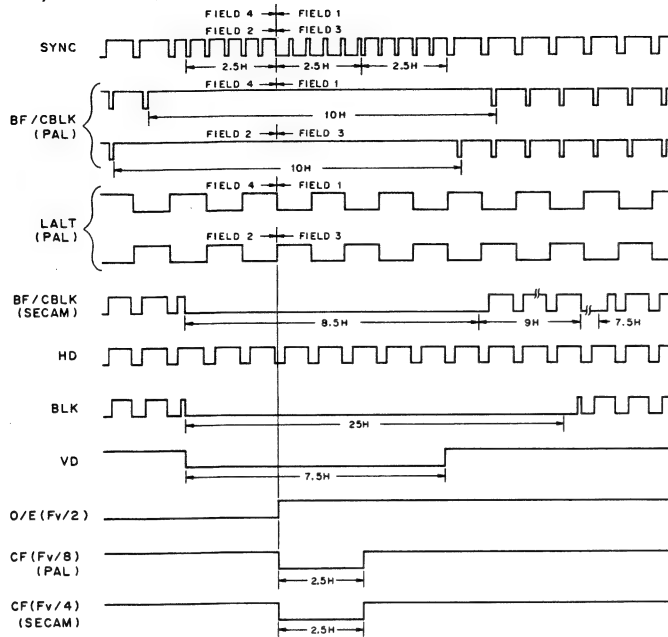 FIELD 4 FIELD 1
FIELD 2 FIELD 3
SYNC
2.5H 2.5H 2.5H
FIELD 4 FIELD 1
BF/CBLK
(PAL)
10H
FIELD 2 FIELD 3
10H
FIELD 4 FIELD 1
LALT
(PAL)
FIELD 2 FIELD 3
BF/CBLK
(SECAM)
8.5H 9H 7.5H
HD
BLK
25H
VD
7.5H
O/E(Fv/2)
CF(Fv/8)
(PAL)
2.5H
CF(Fv/4)
(SECAM)
2.5H